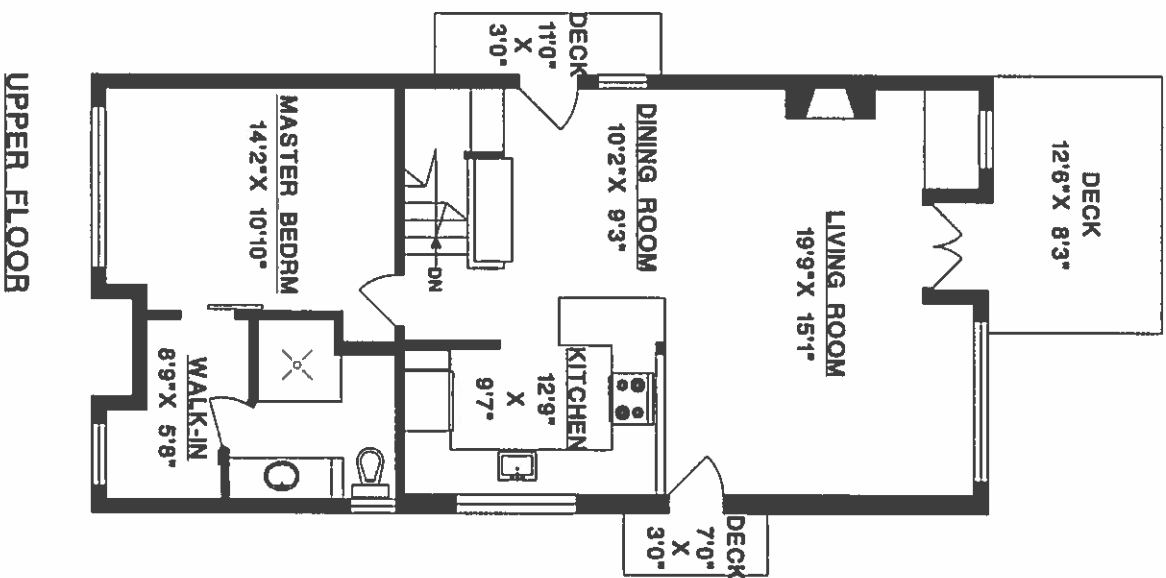 DECK
12'6"X 8'3"
LIVING ROOM
19'9"X 15'1"
DECK
7'0"
X
3'0"
DECK
11'0"
X
3'0"
DINING ROOM
10'2"X 9'3"
KITCHEN
12'9"
X
9'7"
DN
MASTER BEDRM
14'2"X 10'10"
WALK-IN
8'9"X 5'8"
UPPER FLOOR